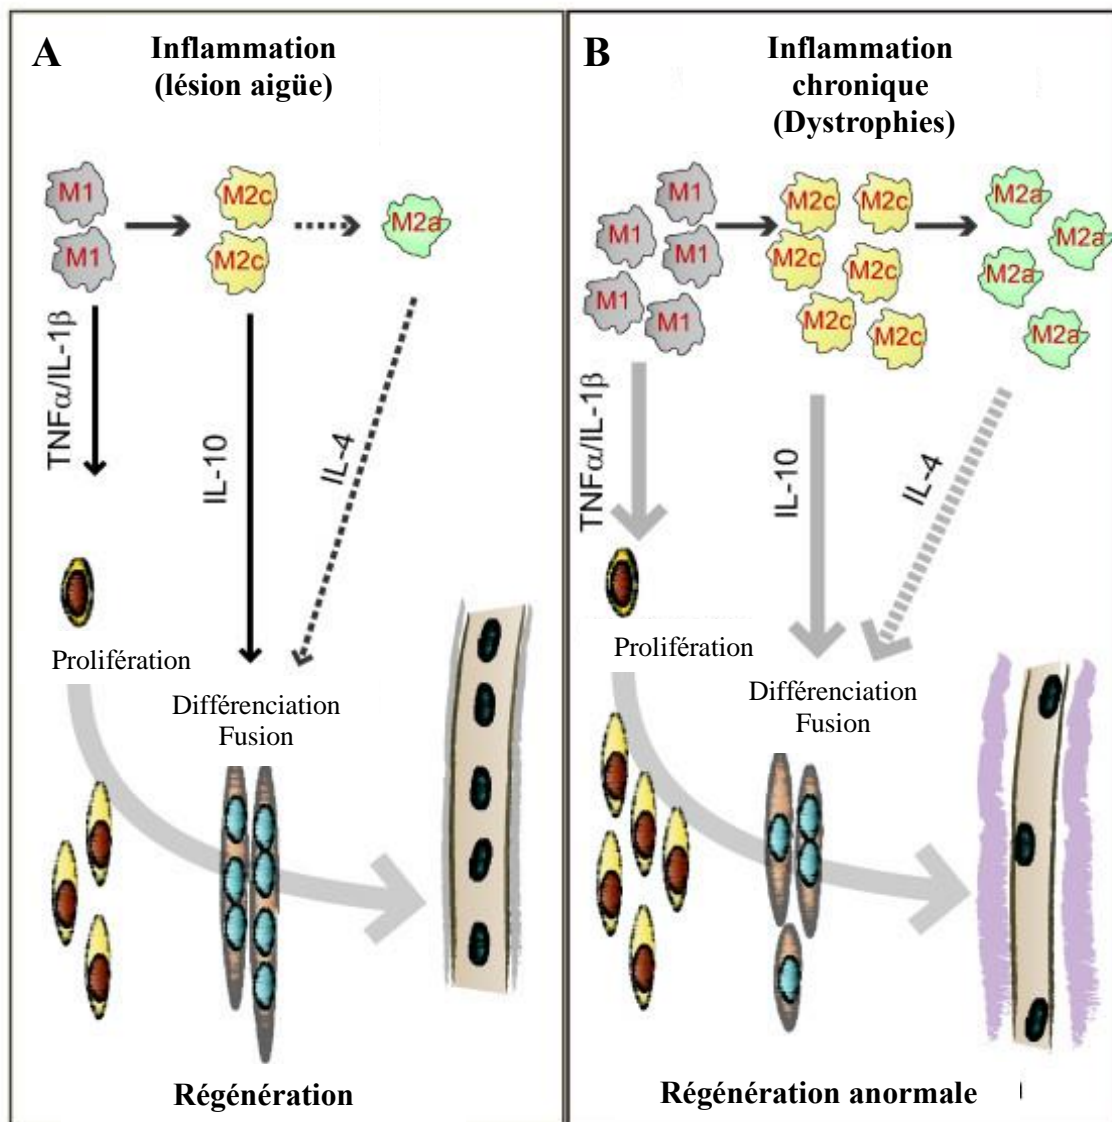 A
Inflammation
(lésion aigüe)
M1
M1
M2c
M2c
M2a
TNFα/IL-1β
IL-10
IL-4
Prolifération
Différenciation
Fusion
Régénération
B
Inflammation
chronique
(Dystrophies)
M1
M1
M1
M1
M1
M2c
M2c
M2c
M2c
M2c
M2c
M2a
M2a
M2a
M2a
TNFα/IL-1β
IL-10
IL-4
Prolifération
Différenciation
Fusion
Régénération anormale